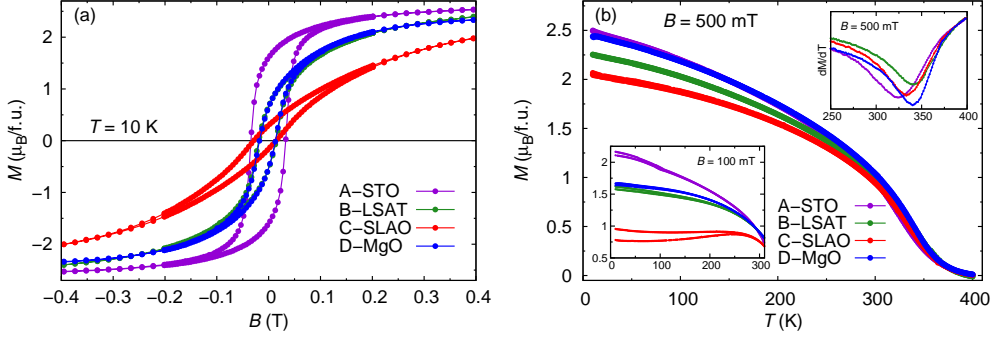 (a)
M (μB/f.u.)
2
1
0
−1
−2
T = 10 K
A−STO
B−LSAT
C−SLAO
D−MgO
−0.4 −0.3 −0.2 −0.1 0 0.1 0.2 0.3 0.4
B (T)
(b)
B = 500 mT
M (μB/f.u.)
2.5
2
1.5
1
0.5
0
B = 500 mT
dM/dT
250 300 350 400
B = 100 mT
2
1.5
1
0.5
0 100 200 300
A−STO
B−LSAT
C−SLAO
D−MgO
0 100 200 300 400
T (K)